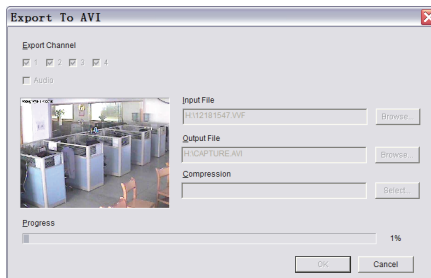 Export To AVI
Export Channel
1 2 3 4
Audio
Input File
H:\12181547.VVF
Browse...
Output File
H:\CAPTURE.AVI
Browse...
Compression
Select...
Progress
1%
OK
Cancel